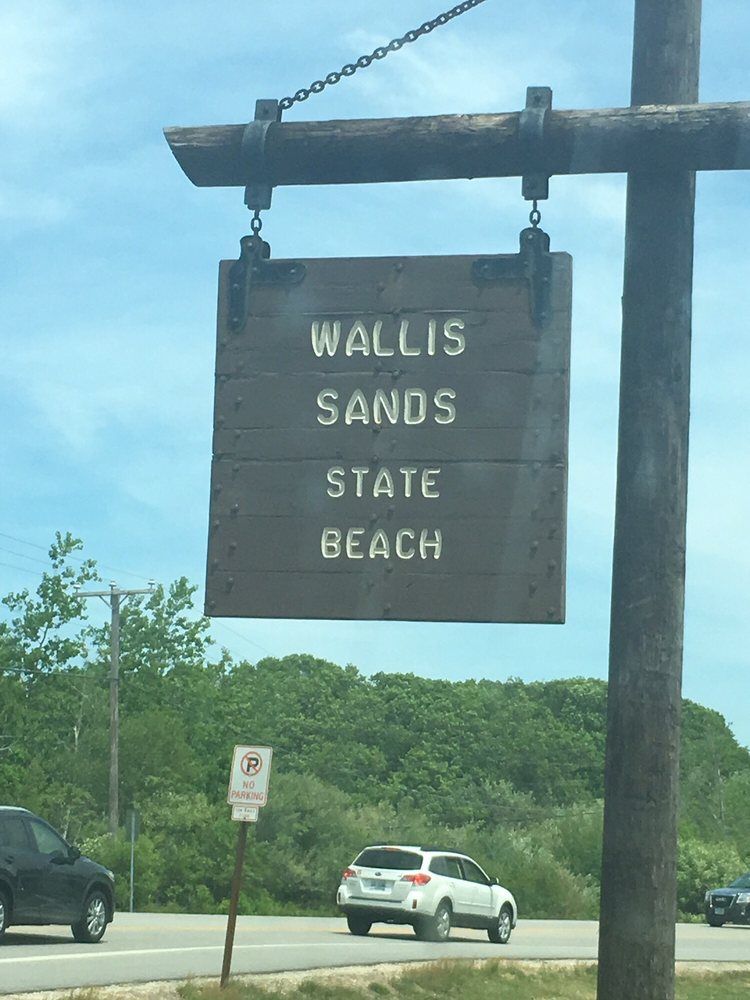 WALLIS
SANDS
STATE
BEACH
P
NO
PARKING